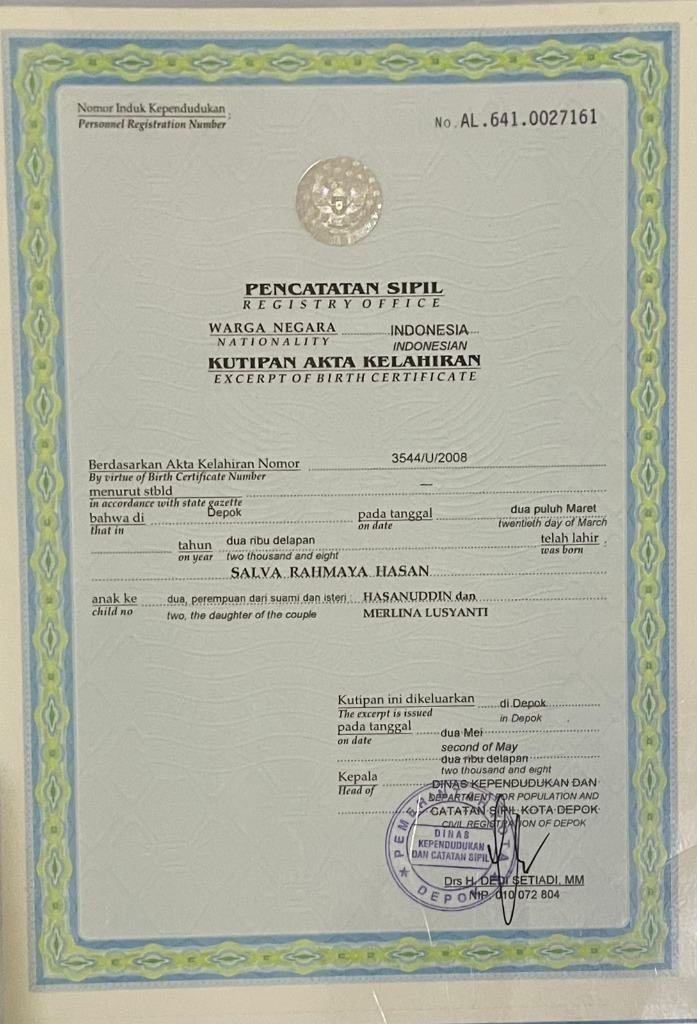 Nomor Induk Kependudukan :
Personnel Registration Number
No. AL.641.0027161
PENCATATAN SIPIL
REGISTRY OFFICE
WARGA NEGARA INDONESIA
NATIONALITY INDONESIAN
KUTIPAN AKTA KELAHIRAN
EXCERPT OF BIRTH CERTIFICATE
Berdasarkan Akta Kelahiran Nomor 3544/U/2008
By virtue of Birth Certificate Number
menurut stbld —
in accordance with state gazette
bahwa di Depok pada tanggal dua puluh Maret
that in on date twentieth day of March
tahun dua ribu delapan telah lahir :
on year two thousand and eight was born
SALVA RAHMAYA HASAN
anak ke dua, perempuan dari suami dan isteri : HASANUDDIN dan
child no two, the daughter of the couple MERLINA LUSYANTI
Kutipan ini dikeluarkan di Depok
The excerpt is issued in Depok
pada tanggal dua Mei
on date second of May
dua ribu delapan
two thousand and eight
Kepala DINAS KEPENDUDUKAN DAN
Head of DEPARTMENT FOR POPULATION AND
CATATAN SIPIL KOTA DEPOK
CIVIL REGISTRATION OF DEPOK
DINAS
KEPENDUDUKAN
DAN CATATAN SIPIL
DEPOK
Drs H. DEDI SETIADI, MM
NIP. 010 072 804